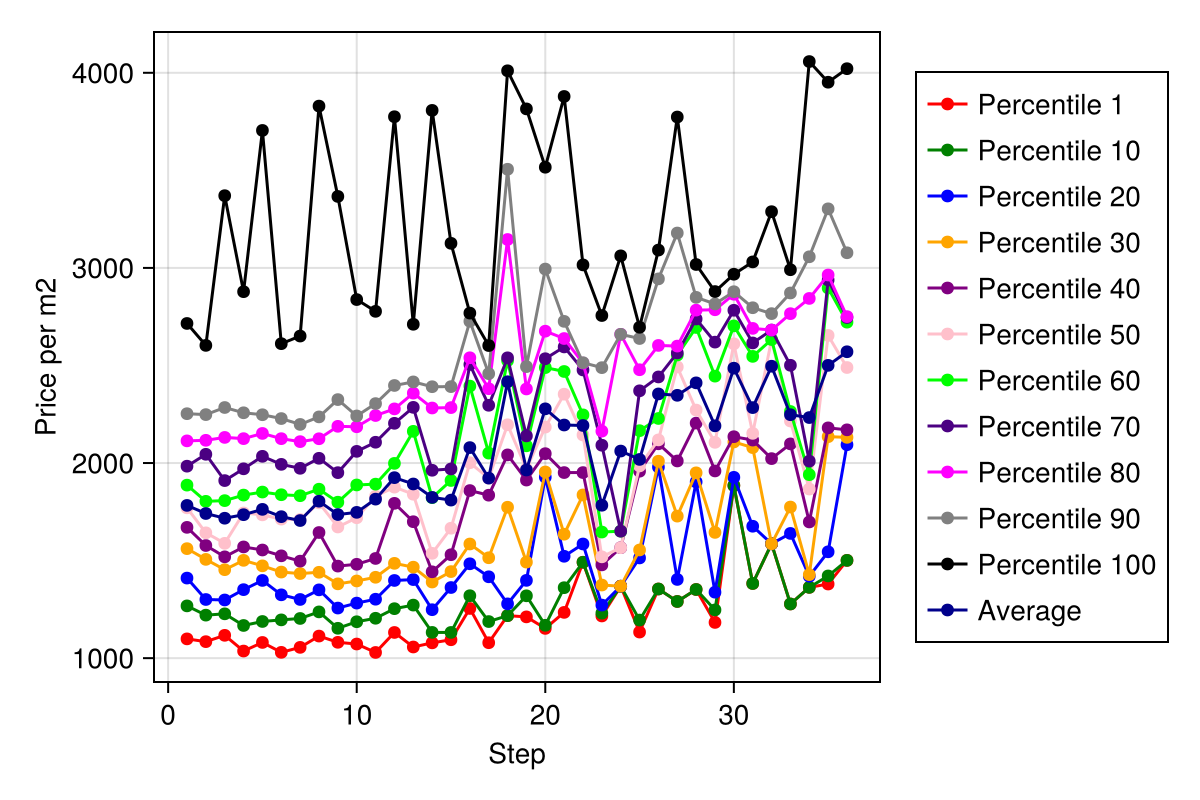 4000
3000
2000
1000
Price per m2
0 10 20 30
Step
Percentile 1
Percentile 10
Percentile 20
Percentile 30
Percentile 40
Percentile 50
Percentile 60
Percentile 70
Percentile 80
Percentile 90
Percentile 100
Average